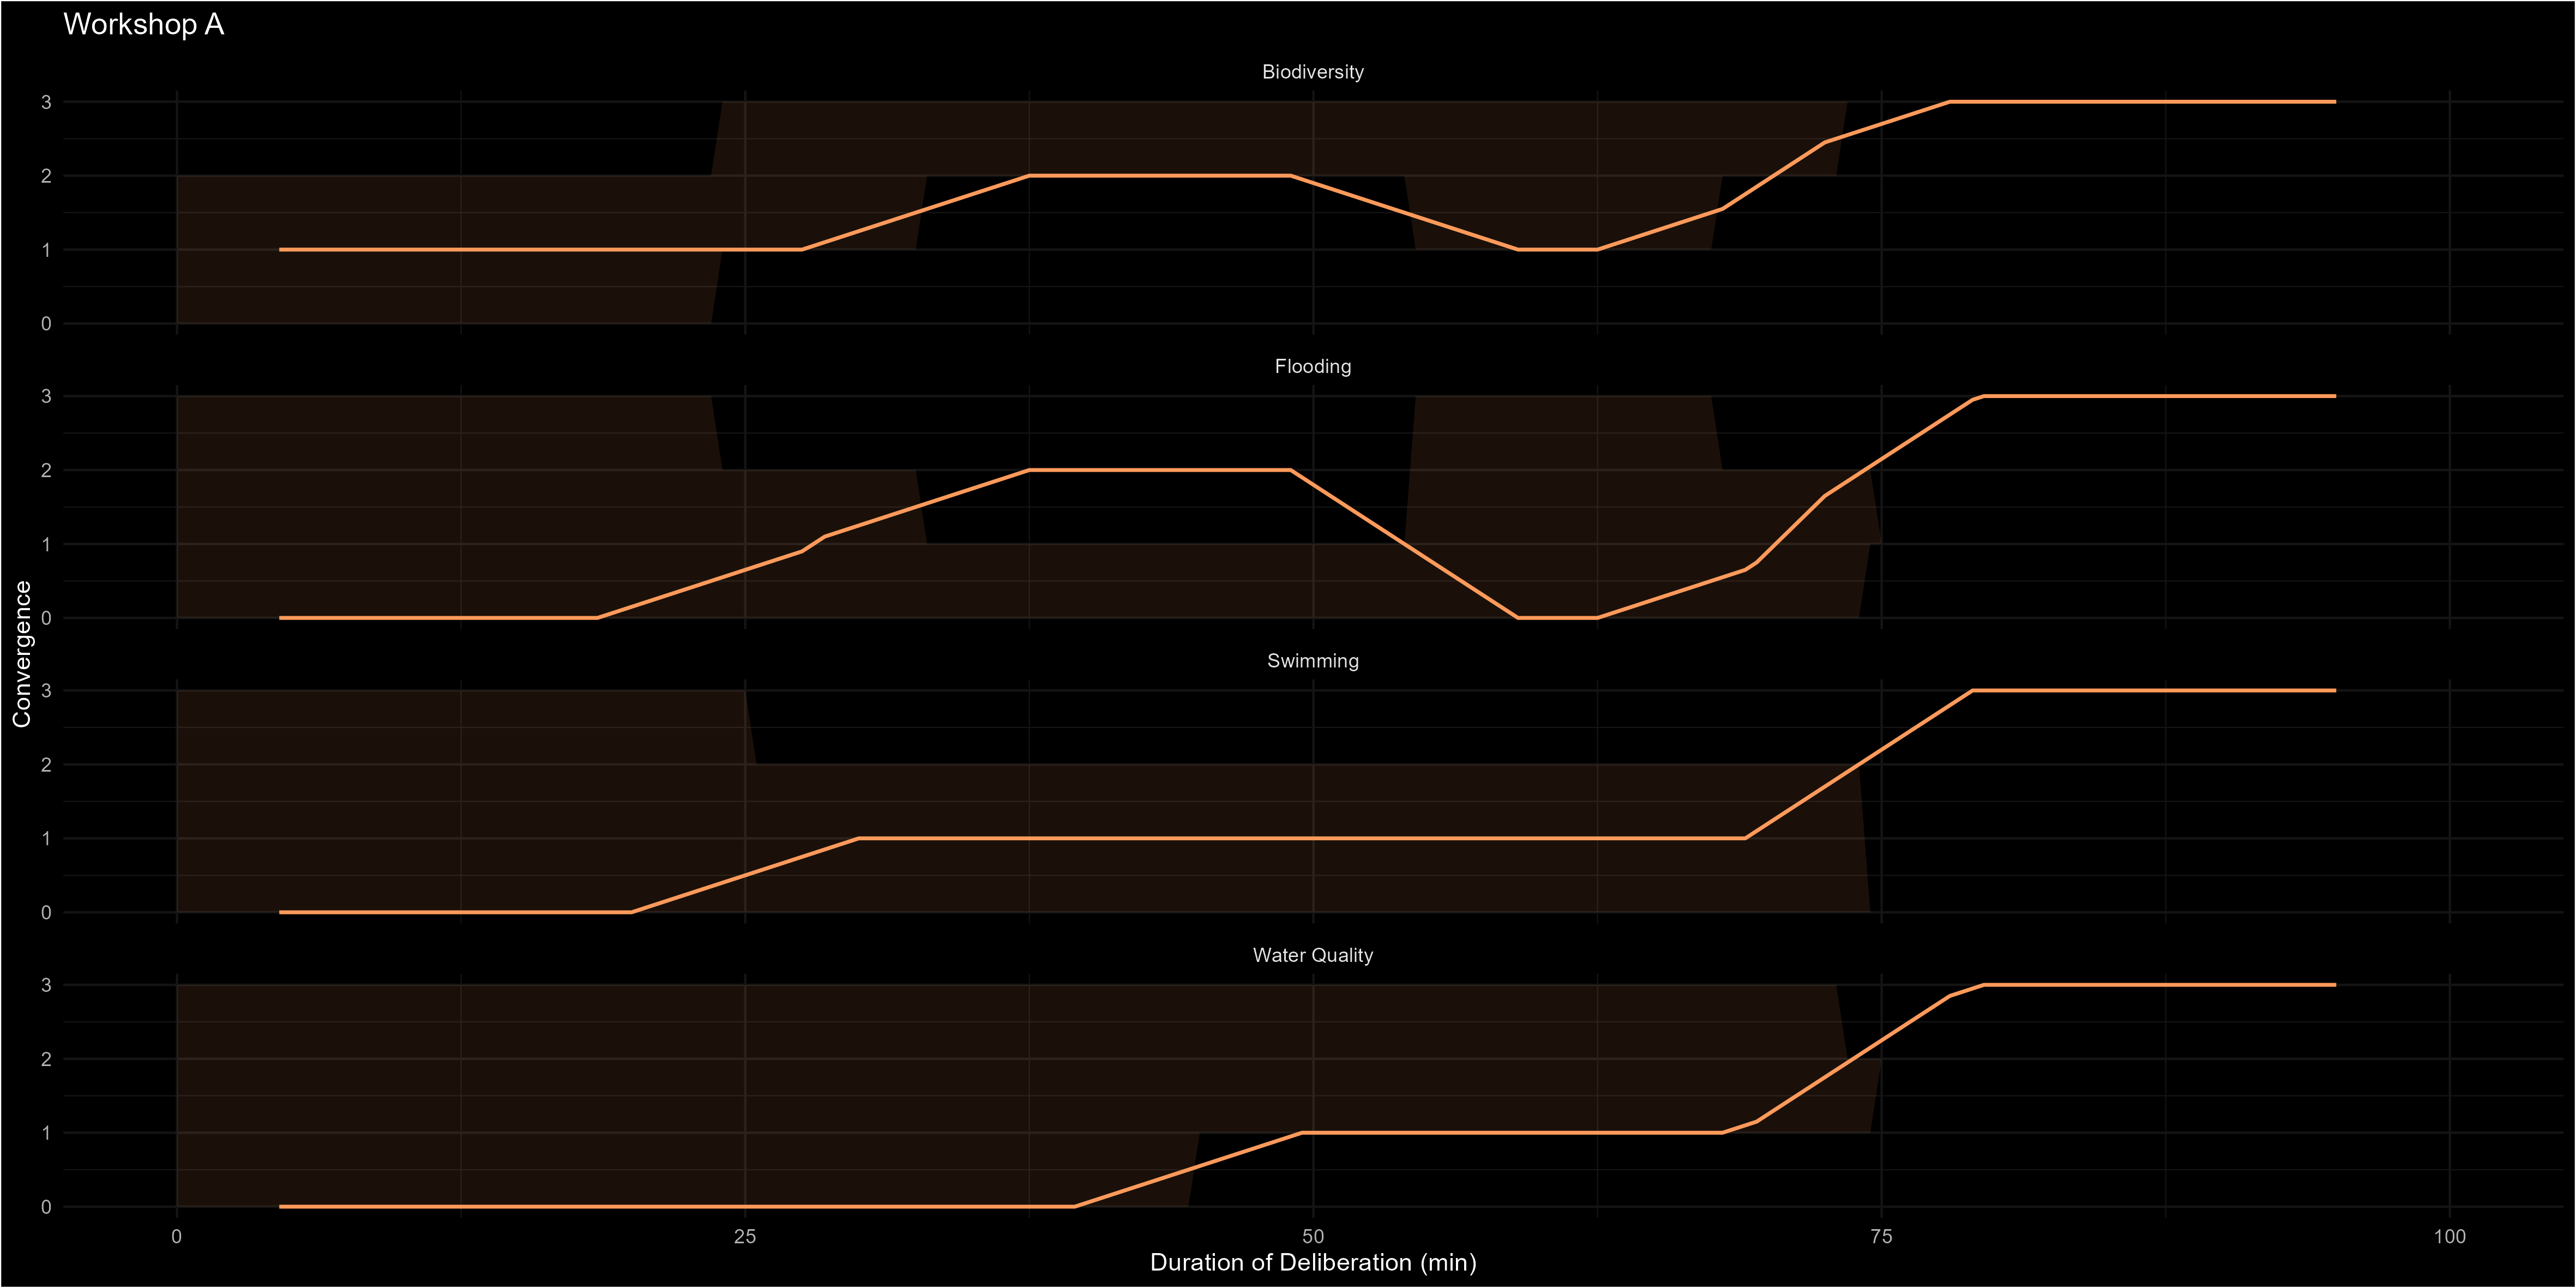 Workshop A
Biodiversity
3
2
1
0
Flooding
3
2
1
0
Convergence
Swimming
3
2
1
0
Water Quality
3
2
1
0
0 25 50 75 100
Duration of Deliberation (min)